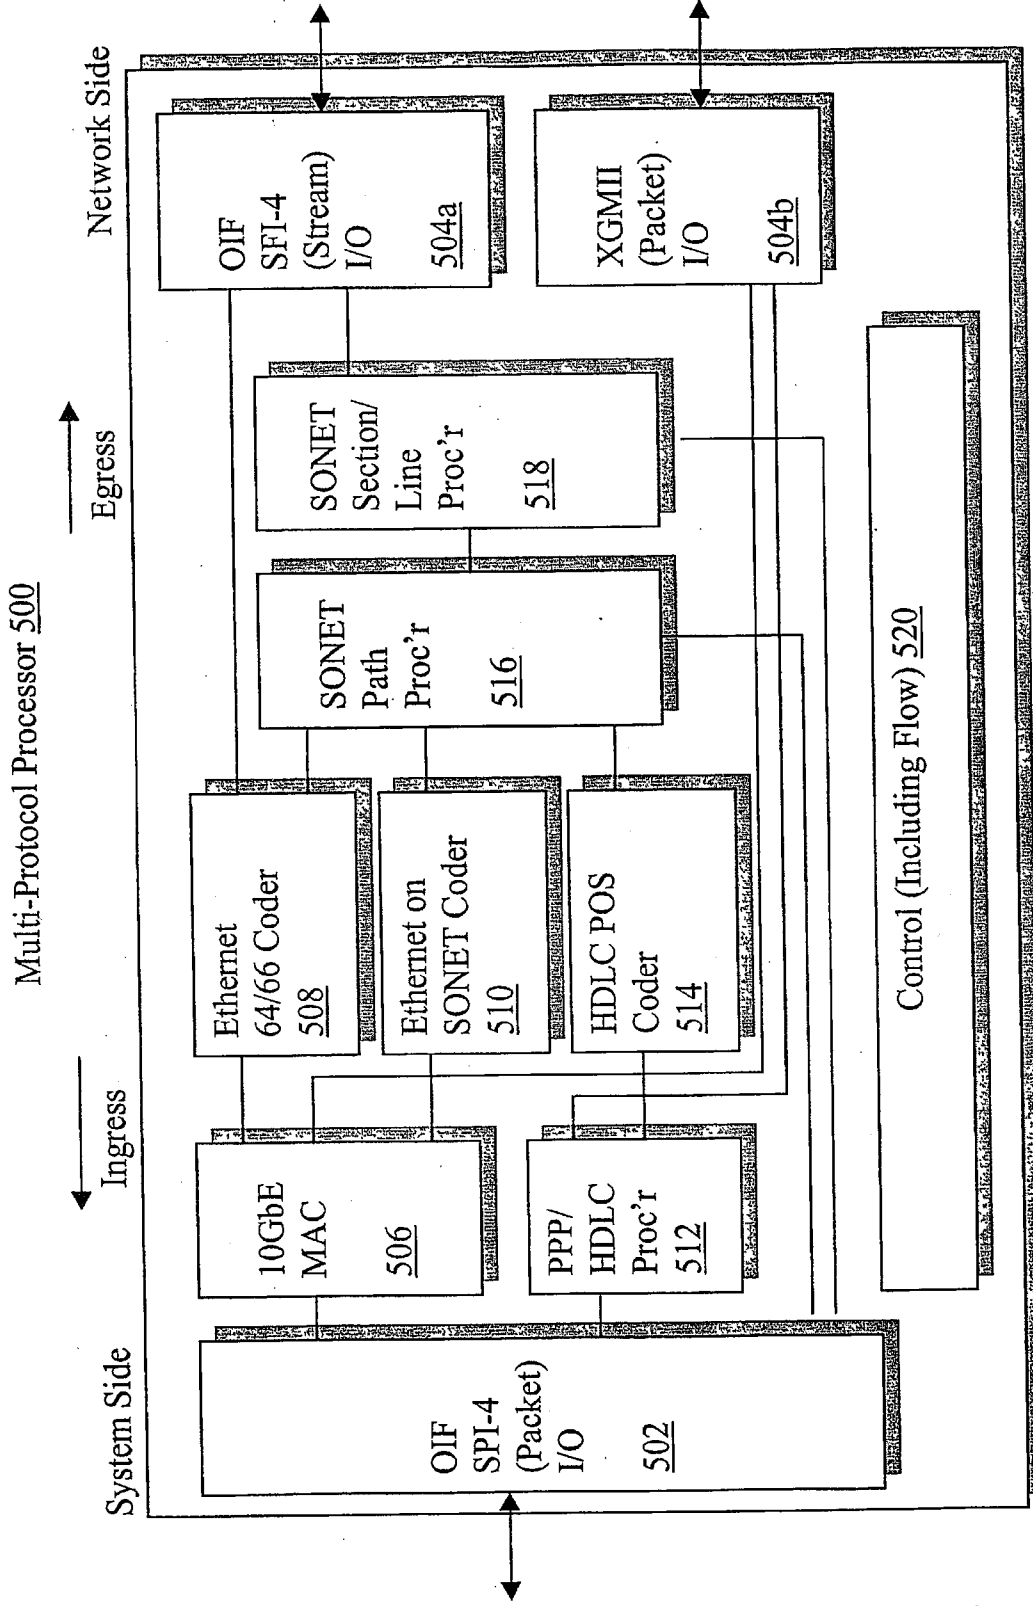 Multi-Protocol Processor 500
Ingress
Egress
System Side
Network Side
OIF
SPI-4
(Packet)
I/O
502
10GbE
MAC
506
PPP/
HDLC
Proc'r
512
Ethernet
64/66 Coder
508
Ethernet on
SONET Coder
510
HDLC POS
Coder
514
SONET
Path
Proc'r
516
SONET
Section/
Line
Proc'r
518
OIF
SFI-4
(Stream)
I/O
504a
XGMII
(Packet)
I/O
504b
Control (Including Flow) 520